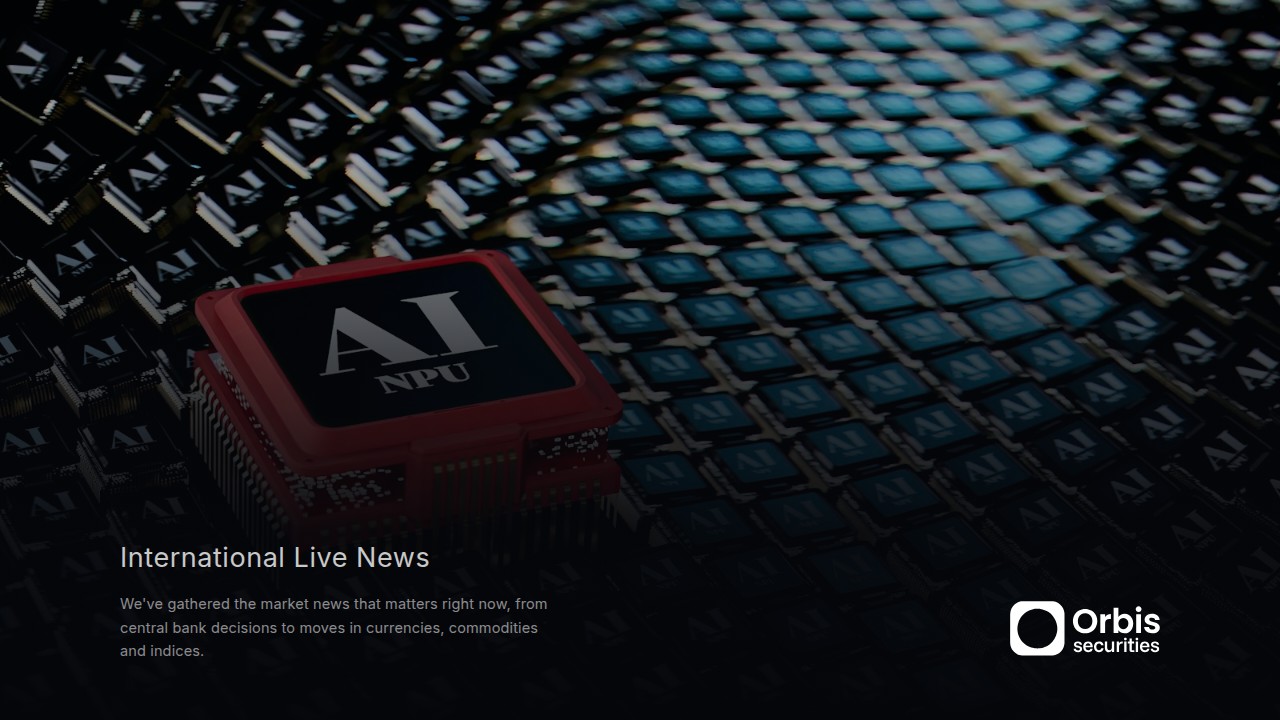 AI
NPU
International Live News
We've gathered the market news that matters right now, from
central bank decisions to moves in currencies, commodities
and indices.
Orbis
securities